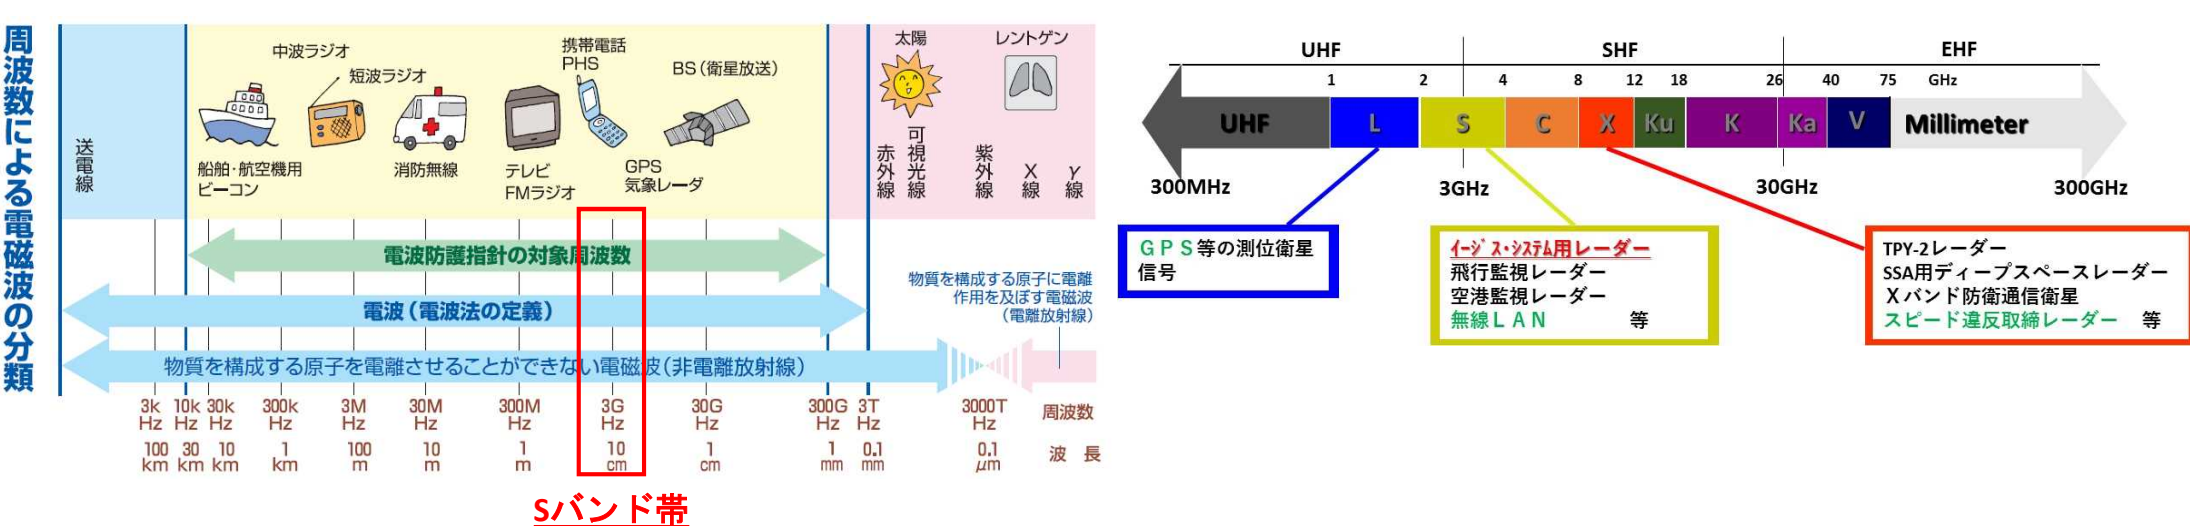 周波数による電磁波の分類
送電線
中波ラジオ
短波ラジオ
携帯電話
PHS
BS(衛星放送)
太陽
レントゲン
船舶・航空機用
ビーコン
消防無線
テレビ
FMラジオ
GPS
気象レーダ
赤外線
可視光線
紫外線
X線
γ線
電波防護指針の対象周波数
電波(電波法の定義)
物質を構成する原子に電離
作用を及ぼす電磁波
(電離放射線)
物質を構成する原子を電離させることができない電磁波(非電離放射線)
3k 10k 30k 300k 3M 30M 300M 3G 30G 300G 3T 3000T 周波数
Hz Hz Hz Hz Hz Hz Hz Hz Hz Hz Hz Hz
100 30 10 1 100 10 1 10 1 1 0.1 0.1 波長
km km km km m m m cm cm mm mm μm
Sバンド帯
UHF SHF EHF
1 2 4 8 12 18 26 40 75 GHz
UHF L S C X Ku K Ka V Millimeter
300MHz 3GHz 30GHz 300GHz
GPS等の測位衛星
信号
イージス・システム用レーダー
飛行監視レーダー
空港監視レーダー
無線LAN 等
TPY-2レーダー
SSA用ディープスペースレーダー
Xバンド防衛通信衛星
スピード違反取締レーダー 等